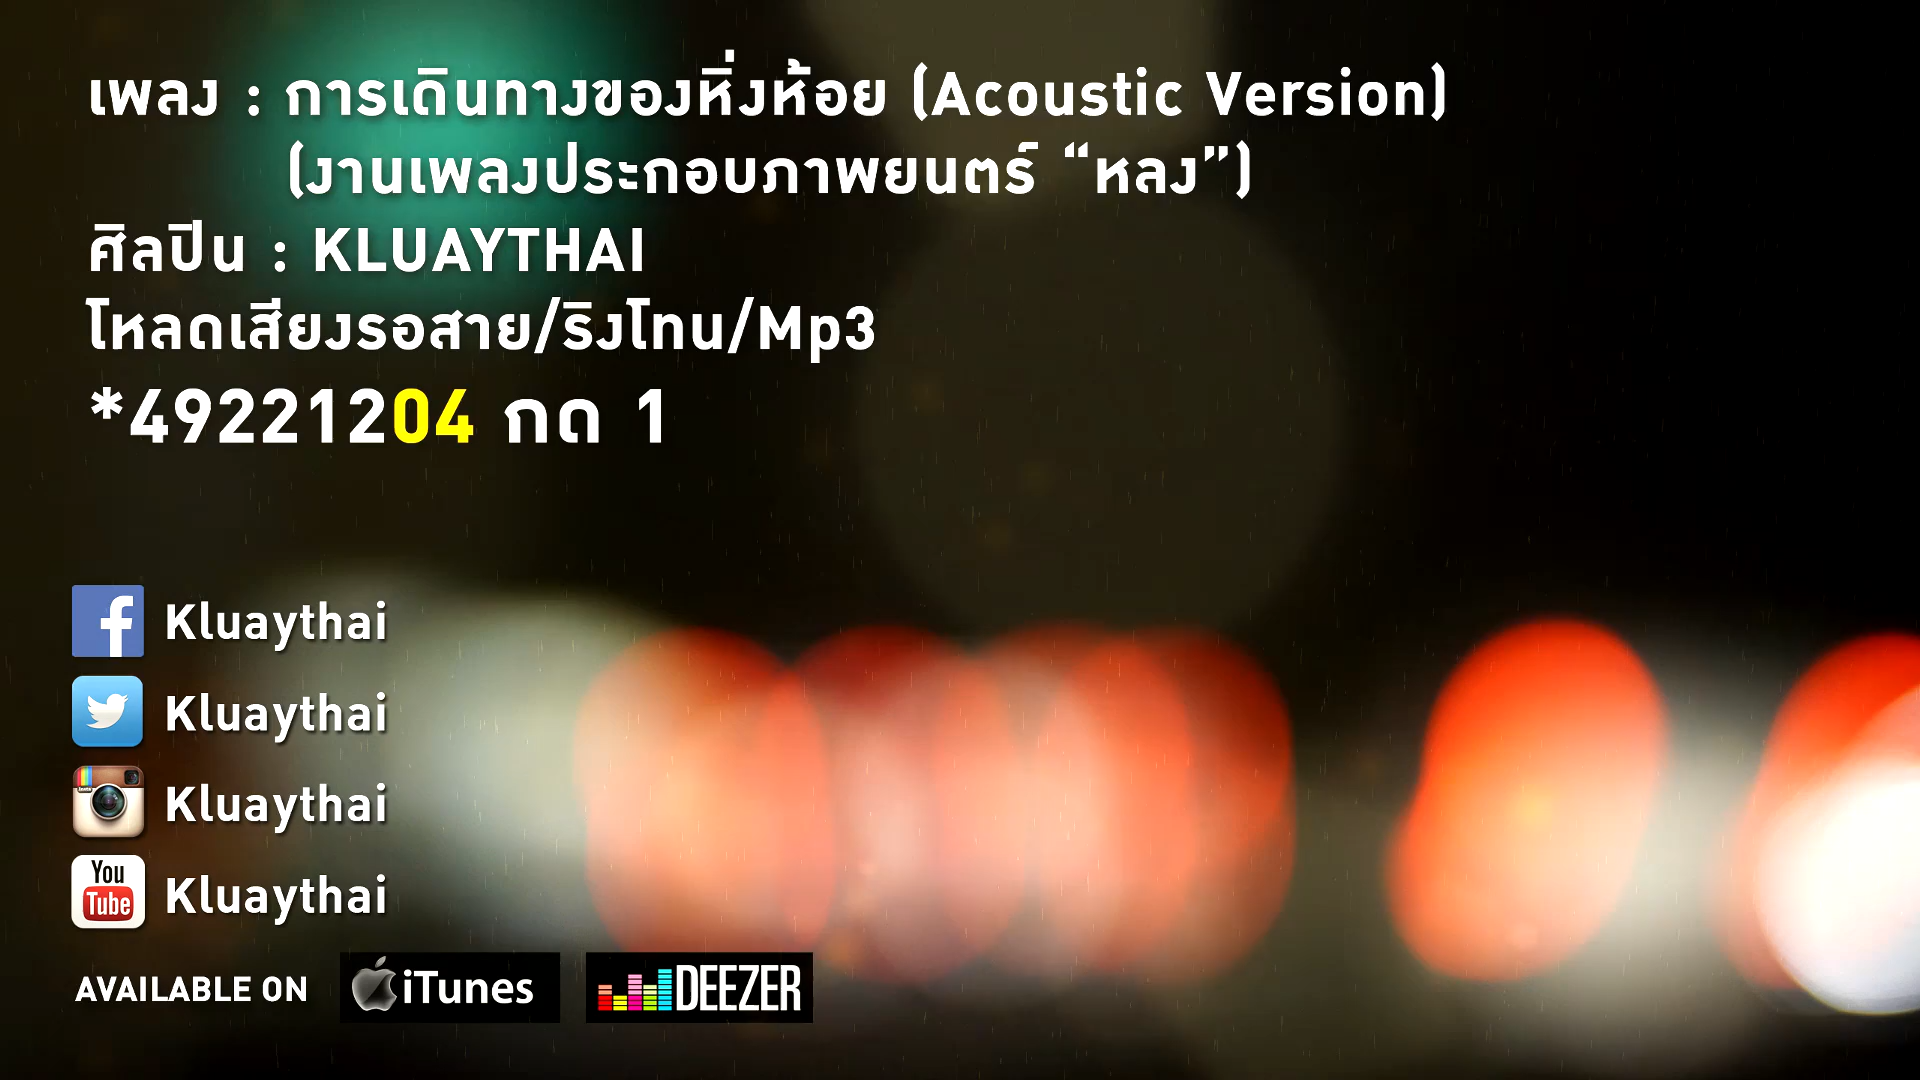 เพลง : การเดินทางของหิ่งห้อย (Acoustic Version)
(งานเพลงประกอบภาพยนตร์ “หลง”)
ศิลปิน : KLUAYTHAI
โหลดเสียงรอสาย/ริงโทน/Mp3
*49221204 กด 1
Kluaythai
Kluaythai
Kluaythai
You Tube Kluaythai
AVAILABLE ON iTunes DEEZER